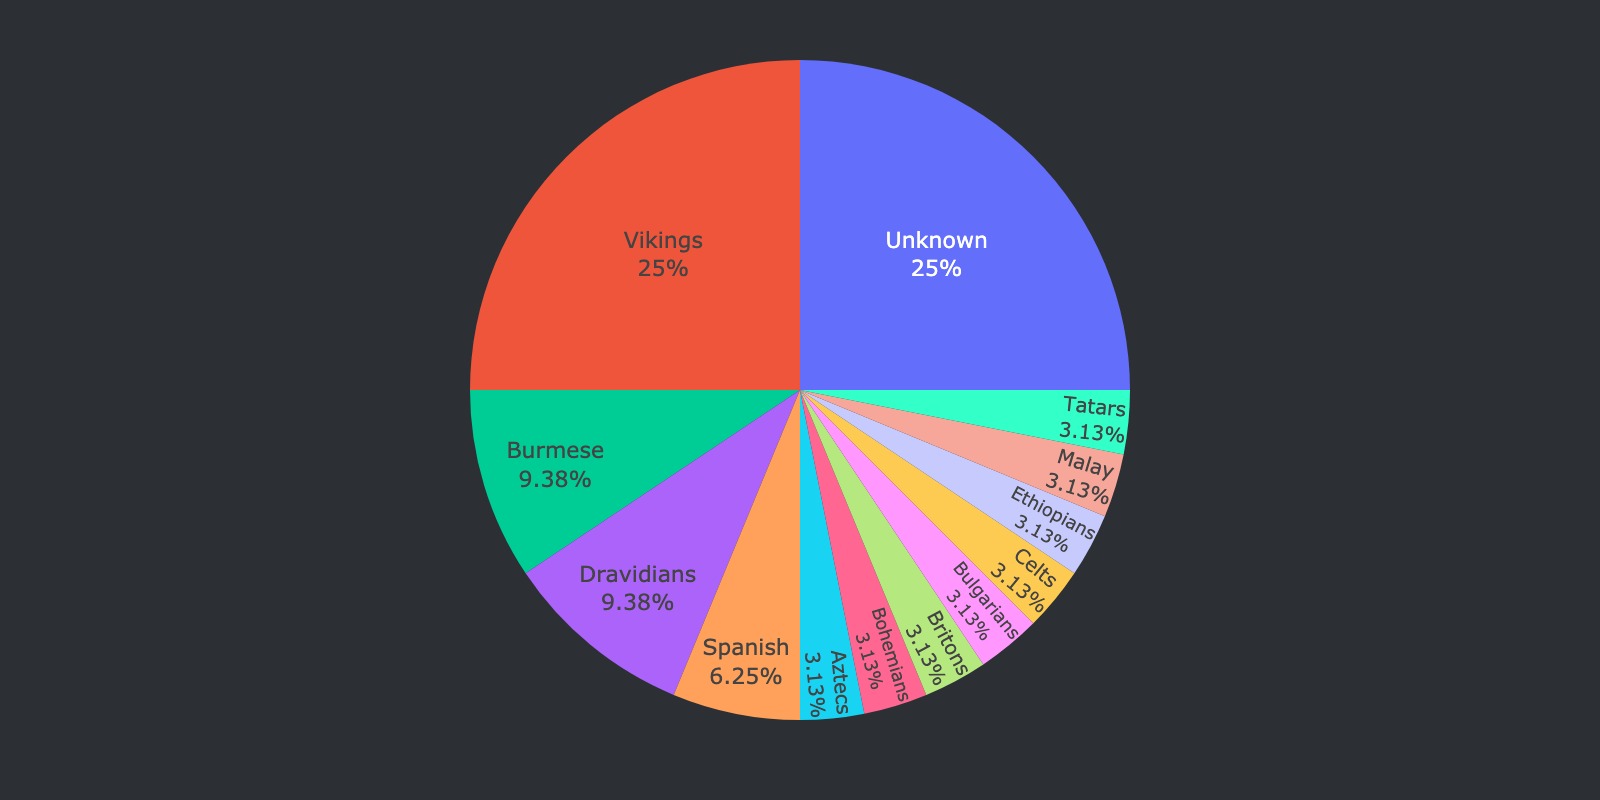 Vikings
25%
Unknown
25%
Burmese
9.38%
Dravidians
9.38%
Spanish
6.25%
Aztecs
3.13%
Bohemians
3.13%
Britons
3.13%
Bulgarians
3.13%
Celts
3.13%
Ethiopians
3.13%
Malay
3.13%
Tatars
3.13%